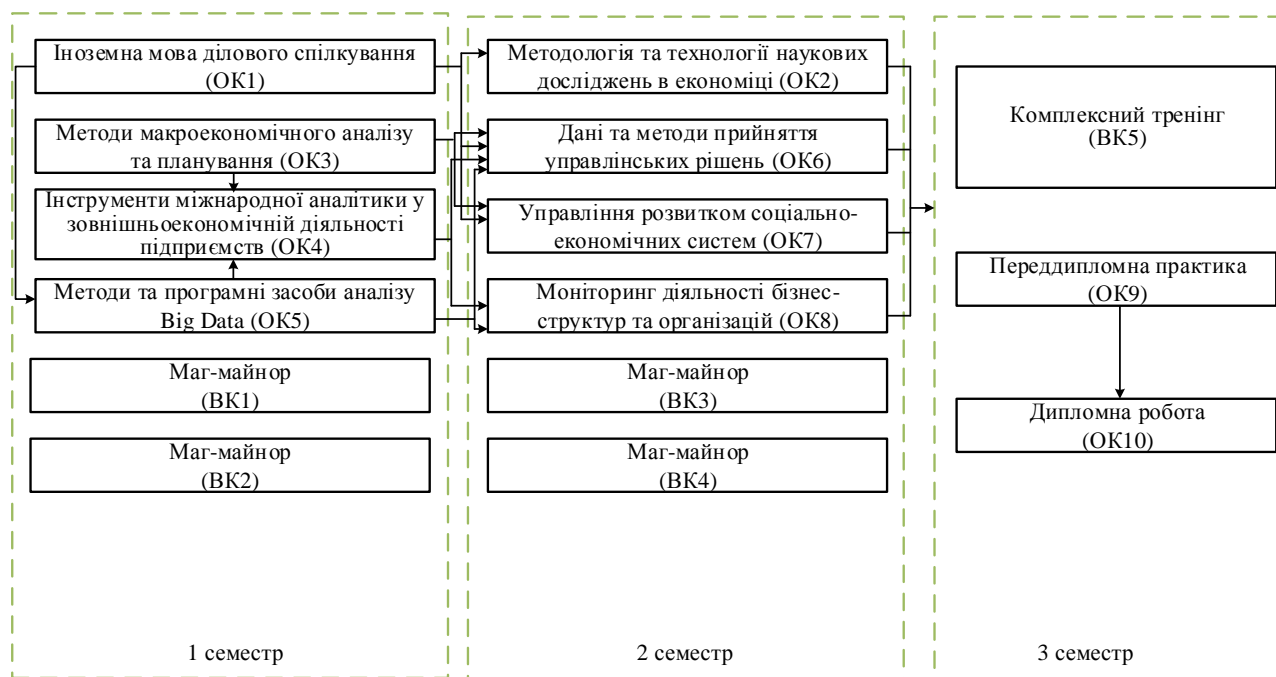 Іноземна мова ділового спілкування
(ОК1)
Методи макроекономічного аналізу
та планування (ОК3)
Інструменти міжнародної аналітики у
зовнішньоекономічній діяльності
підприємств (ОК4)
Методи та програмні засоби аналізу
Big Data (ОК5)
Маг-майнор
(ВК1)
Маг-майнор
(ВК2)
1 семестр
Методологія та технології наукових
досліджень в економіці (ОК2)
Дані та методи прийняття
управлінських рішень (ОК6)
Управління розвитком соціально-
економічних систем (ОК7)
Моніторинг діяльності бізнес-
структур та організацій (ОК8)
Маг-майнор
(ВК3)
Маг-майнор
(ВК4)
2 семестр
Комплексний тренінг
(ВК5)
Переддипломна практика
(ОК9)
Дипломна робота
(ОК10)
3 семестр